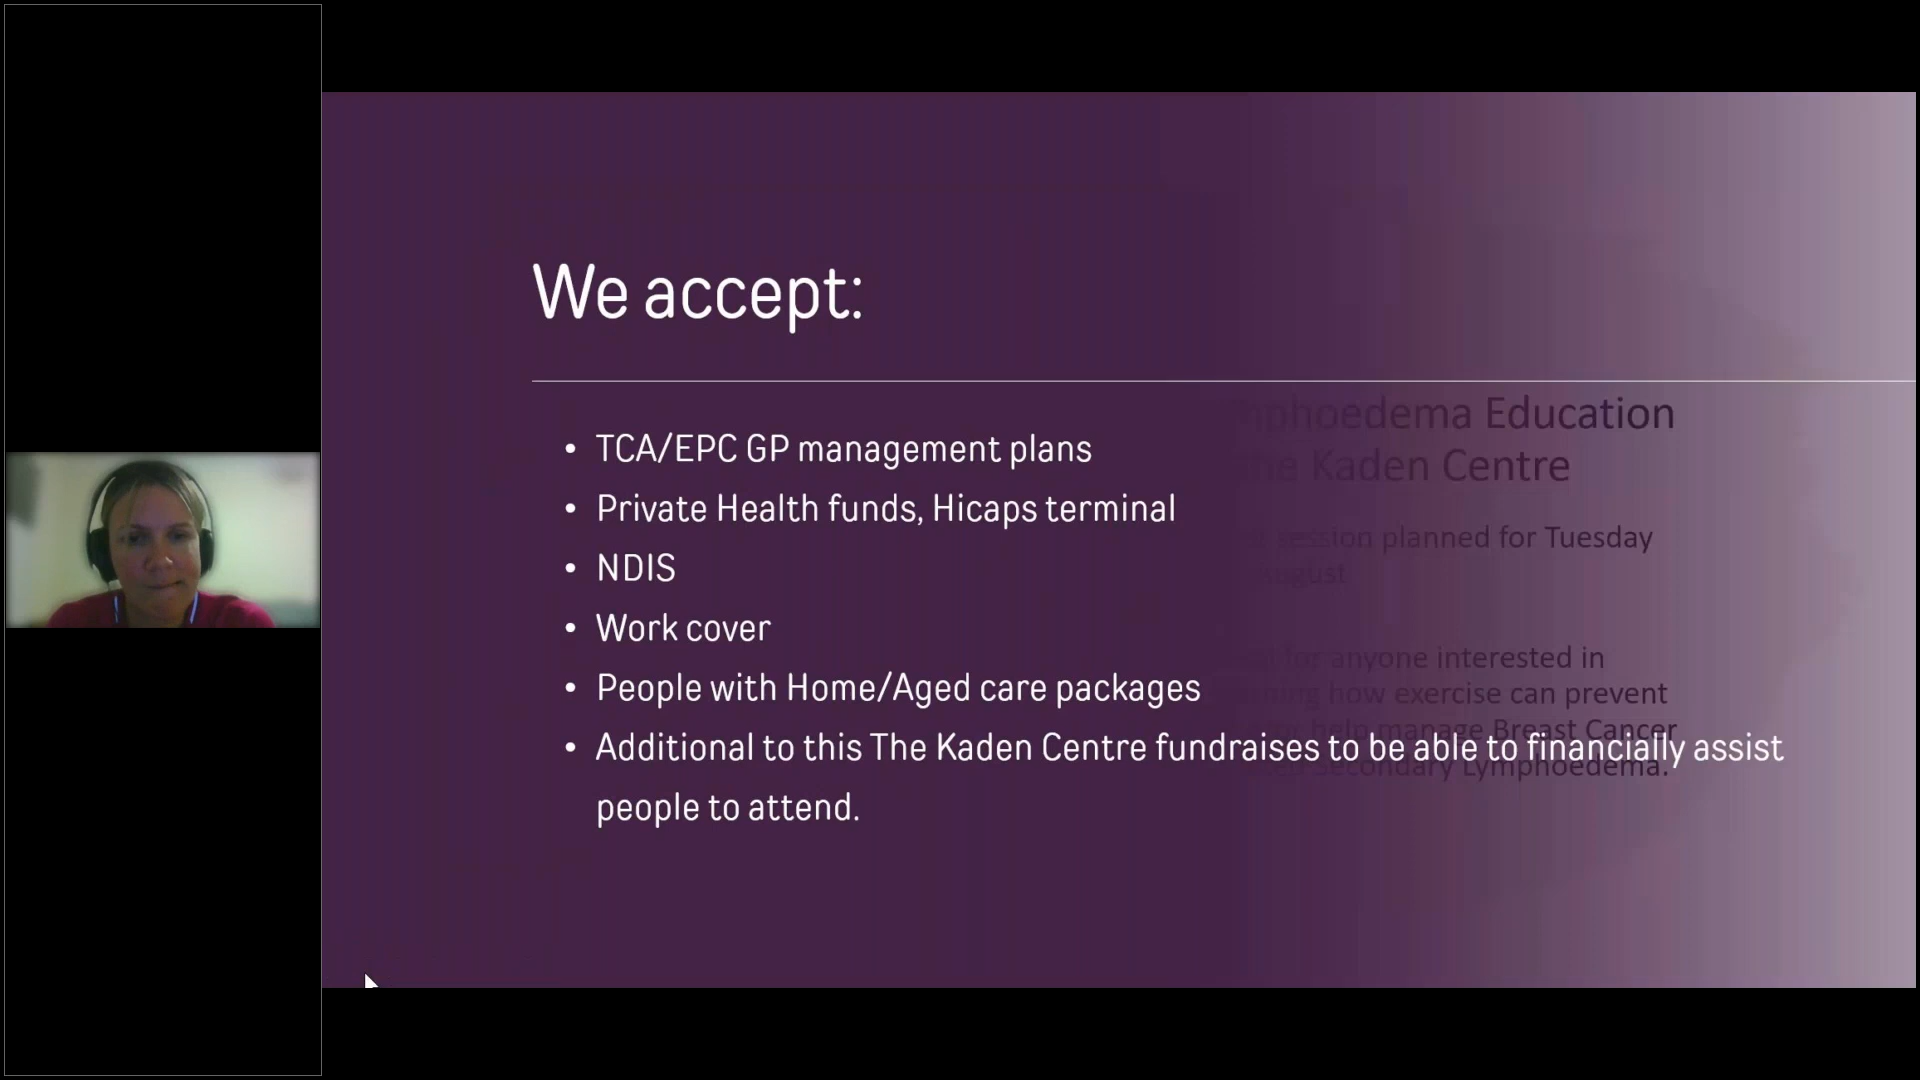 We accept:
• TCA/EPC GP management plans
• Private Health funds, Hicaps terminal
• NDIS
• Work cover
• People with Home/Aged care packages
• Additional to this The Kaden Centre fundraises to be able to financially assist
people to attend.
Education
the Kaden Centre
session planned for Tuesday
August
for anyone interested in
how exercise can prevent
help manage Breast Cancer
Secondary Lymphoedema.